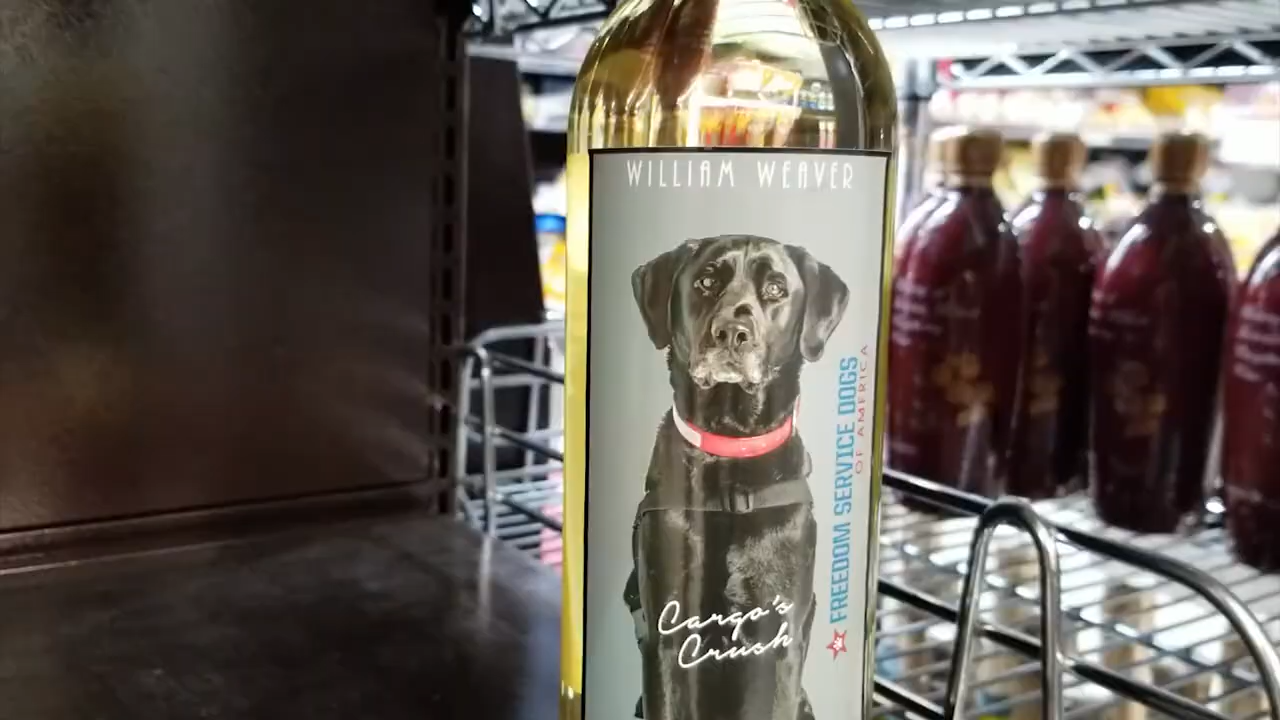 WILLIAM WEAVER
FREEDOM SERVICE DOGS
OF AMERICA
Cargo's
Crush